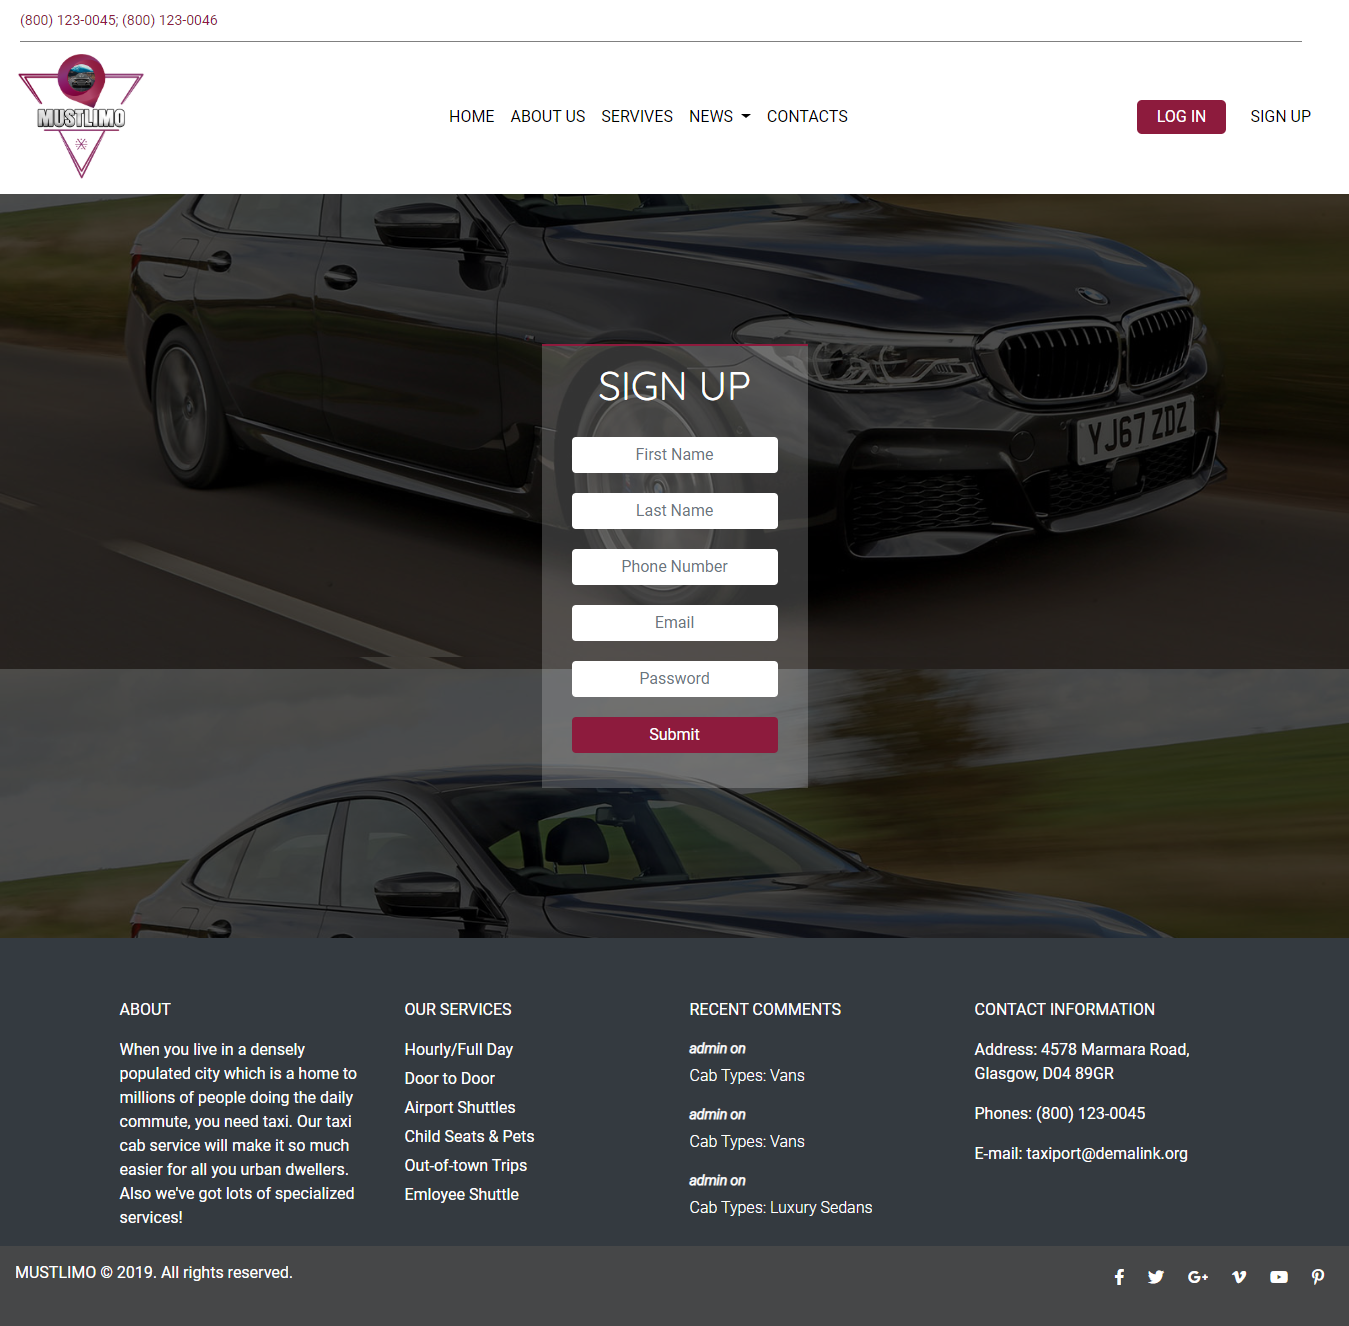 (800) 123-0045; (800) 123-0046
MUSTLIMO
HOME ABOUT US SERVIVES NEWS CONTACTS
LOG IN SIGN UP
YJ67 ZDZ
SIGN UP
First Name
Last Name
Phone Number
Email
Password
Submit
ABOUT
When you live in a densely
populated city which is a home to
millions of people doing the daily
commute, you need taxi. Our taxi
cab service will make it so much
easier for all you urban dwellers.
Also we've got lots of specialized
services!
OUR SERVICES
Hourly/Full Day
Door to Door
Airport Shuttles
Child Seats & Pets
Out-of-town Trips
Emloyee Shuttle
RECENT COMMENTS
admin on
Cab Types: Vans
admin on
Cab Types: Vans
admin on
Cab Types: Luxury Sedans
CONTACT INFORMATION
Address: 4578 Marmara Road,
Glasgow, D04 89GR
Phones: (800) 123-0045
E-mail: taxiport@demalink.org
MUSTLIMO © 2019. All rights reserved.